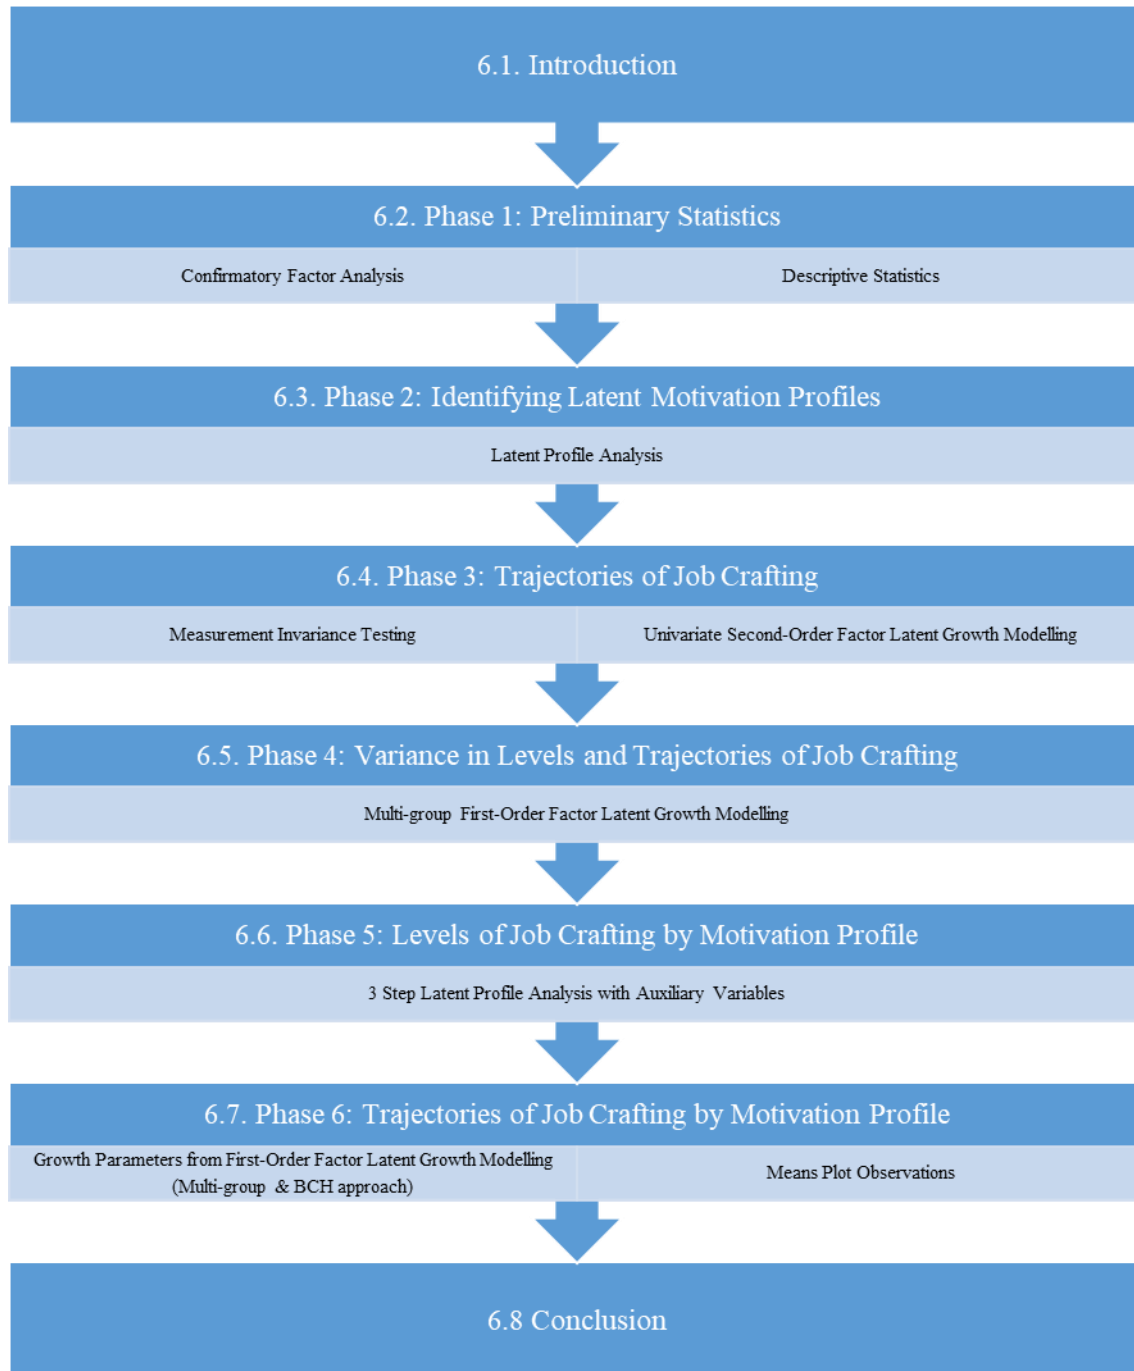 6.1. Introduction
6.2. Phase 1: Preliminary Statistics
Confirmatory Factor Analysis
Descriptive Statistics
6.3. Phase 2: Identifying Latent Motivation Profiles
Latent Profile Analysis
6.4. Phase 3: Trajectories of Job Crafting
Measurement Invariance Testing
Univariate Second-Order Factor Latent Growth Modelling
6.5. Phase 4: Variance in Levels and Trajectories of Job Crafting
Multi-group First-Order Factor Latent Growth Modelling
6.6. Phase 5: Levels of Job Crafting by Motivation Profile
3 Step Latent Profile Analysis with Auxiliary Variables
6.7. Phase 6: Trajectories of Job Crafting by Motivation Profile
Growth Parameters from First-Order Factor Latent Growth Modelling
(Multi-group & BCH approach)
Means Plot Observations
6.8 Conclusion